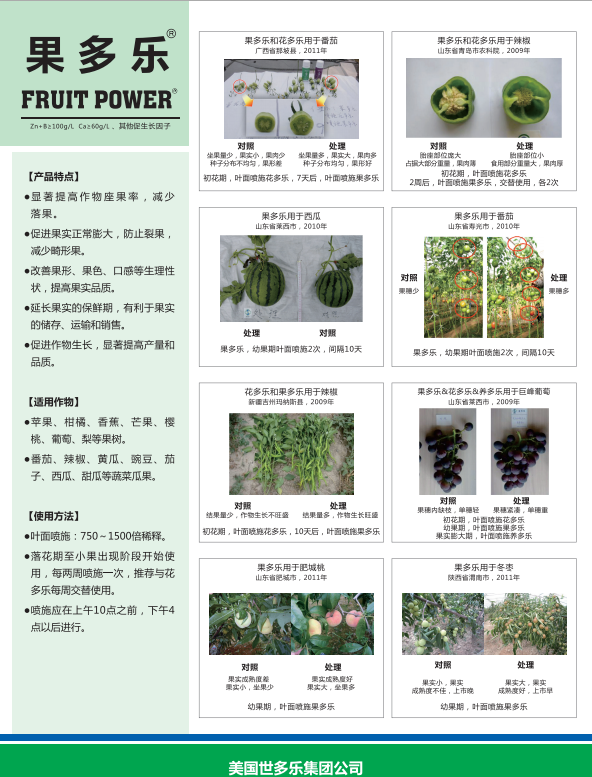 果多乐®
FRUIT POWER®
Zn+B≥100g/L Ca≥60g/L 、其他促生长因子
【产品特点】
●显著提高作物座果率，减少
落果。
●促进果实正常膨大，防止裂果，
减少畸形果。
●改善果形、果色、口感等生理性
状，提高果实品质。
●延长果实的保鲜期，有利于果实
的储存、运输和销售。
●促进作物生长，显著提高产量和
品质。
【适用作物】
●苹果、柑橘、香蕉、芒果、樱
桃、葡萄、梨等果树。
●番茄、辣椒、黄瓜、豌豆、茄
子、西瓜、甜瓜等蔬菜瓜果。
【使用方法】
●叶面喷施：750～1500倍稀释。
●落花期至小果出现阶段开始使
用，每两周喷施一次，推荐与花
多乐每周交替使用。
●喷施应在上午10点之前，下午4
点以后进行。
果多乐和花多乐用于番茄
广西省那坡县，2011年
对照 处理
坐果量少，果实小，果肉少 坐果量多，果实大，果肉多
种子分布不均匀，果形差 种子分布均匀，果形好
初花期，叶面喷施花多乐，7天后，叶面喷施果多乐
果多乐和花多乐用于辣椒
山东省青岛市农科院，2009年
对照 处理
胎座部位庞大 胎座部位小
占据大部分重量，果肉薄 食用部分重量大，果肉厚
初花期，叶面喷施花多乐
2周后，叶面喷施果多乐，交替使用，各2次
果多乐用于西瓜
山东省莱西市，2010年
处理 对照
果多乐，幼果期叶面喷施2次，间隔10天
果多乐用于番茄
山东省寿光市，2010年
对照 处理
果穗少 果穗多
果多乐，幼果期叶面喷施2次，间隔10天
花多乐和果多乐用于辣椒
新疆吉州玛纳斯县，2009年
对照 处理
结果量少，作物生长不旺盛 结果量多，作物生长旺盛
初花期，叶面喷施花多乐，10天后，叶面喷施果多乐
果多乐&花多乐&养多乐用于巨峰葡萄
山东省莱西市，2009年
对照 处理
果穗内缺枝，单穗轻 果穗紧凑，单穗重
初花期，叶面喷施花多乐
幼果期，叶面喷施果多乐
果实膨大期，叶面喷施养多乐
果多乐用于肥城桃
山东省肥城市，2011年
对照 处理
果实成熟度差 果实成熟度好
果实小，坐果少 果实大，坐果多
幼果期，叶面喷施果多乐
果多乐用于冬枣
陕西省渭南市，2011年
对照 处理
果实小，果实 果实大，果实
成熟度不佳，上市晚 成熟度好，上市早
幼果期，叶面喷施果多乐
美国世多乐集团公司